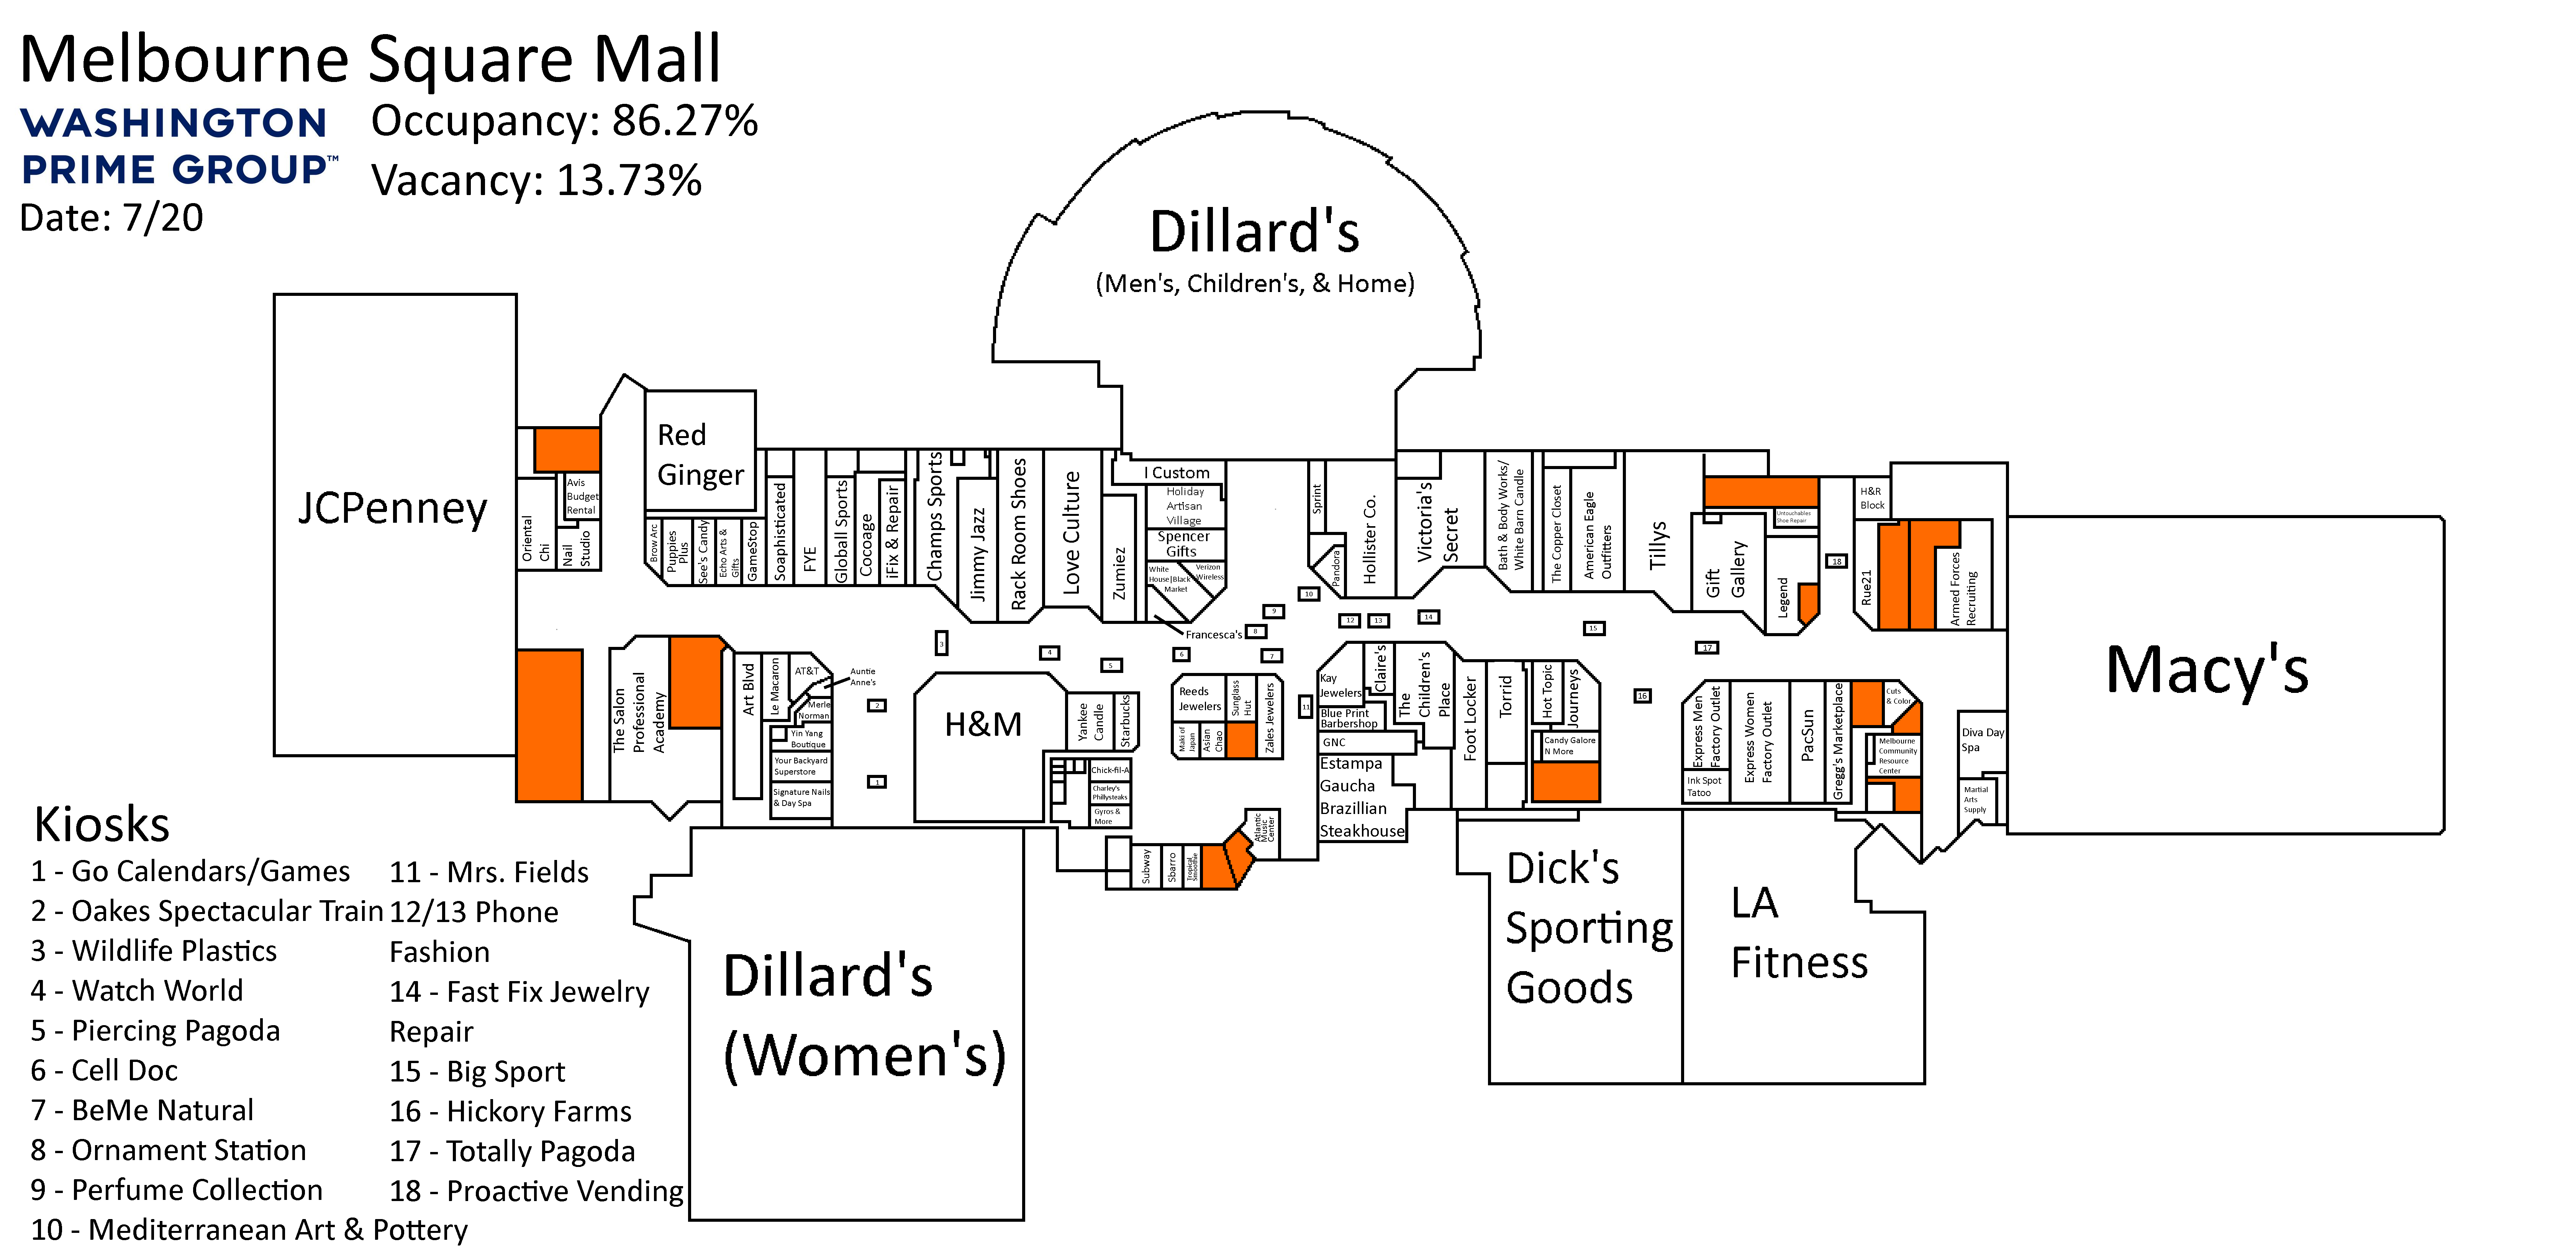 Melbourne Square Mall
WASHINGTON
PRIME GROUP™
Occupancy: 86.27%
Vacancy: 13.73%
Date: 7/20
Dillard's
(Men's, Children's, & Home)
JCPenney
Red
Ginger
Avis
Budget
Rental
Oriental
Chi
Nail
Studio
Brow Arc
Puppies
Plus
See's Candy
Echo Arts &
Gifts
GameStop
Soaphisticated
FYE
Globall Sports
Cocoage
iFix & Repair
Champs Sports
Jimmy Jazz
Rack Room Shoes
Love Culture
Zumiez
I Custom
Holiday
Artisan
Village
Spencer
Gifts
White
House|Black
Market
Verizon
Wireless
Francesca's
Sprint
Pandora
Hollister Co.
Victoria's
Secret
Bath & Body Works/
White Barn Candle
The Copper Closet
American Eagle
Outfitters
Tillys
Gift
Gallery
Untouchables
Shoe Repair
Legend
H&R
Block
Rue21
Armed Forces
Recruiting
Macy's
The Salon
Professional
Academy
Art Blvd
Le Macaron
AT&T
Auntie
Anne's
Merle
Norman
Yin Yang
Boutique
Your Backyard
Superstore
Signature Nails
& Day Spa
H&M
Yankee
Candle
Starbucks
Chick-fil-A
Charley's
Phillysteaks
Gyros &
More
Reeds
Jewelers
Sunglass
Hut
Zales Jewelers
Maki of
Japan
Asian
Chao
Subway
Sbarro
Tropical
Smoothie
Atlantic
Music
Center
Kay
Jewelers
Claire's
The
Children's
Place
Blue Print
Barbershop
GNC
Estampa
Gaucha
Brazillian
Steakhouse
Foot Locker
Torrid
Hot Topic
Journeys
Candy Galore
N More
Express Men
Factory Outlet
Ink Spot
Tatoo
Express Women
Factory Outlet
PacSun
Gregg's Marketplace
Cuts
& Color
Melbourne
Community
Resource
Center
Diva Day
Spa
Martial
Arts
Supply
Dick's
Sporting
Goods
LA
Fitness
Dillard's
(Women's)
1
2
3
4
5
6
7
8
9
10
11
12
13
14
15
16
17
18
Kiosks
1 - Go Calendars/Games
2 - Oakes Spectacular Train
3 - Wildlife Plastics
4 - Watch World
5 - Piercing Pagoda
6 - Cell Doc
7 - BeMe Natural
8 - Ornament Station
9 - Perfume Collection
10 - Mediterranean Art & Pottery
11 - Mrs. Fields
12/13 Phone
Fashion
14 - Fast Fix Jewelry
Repair
15 - Big Sport
16 - Hickory Farms
17 - Totally Pagoda
18 - Proactive Vending